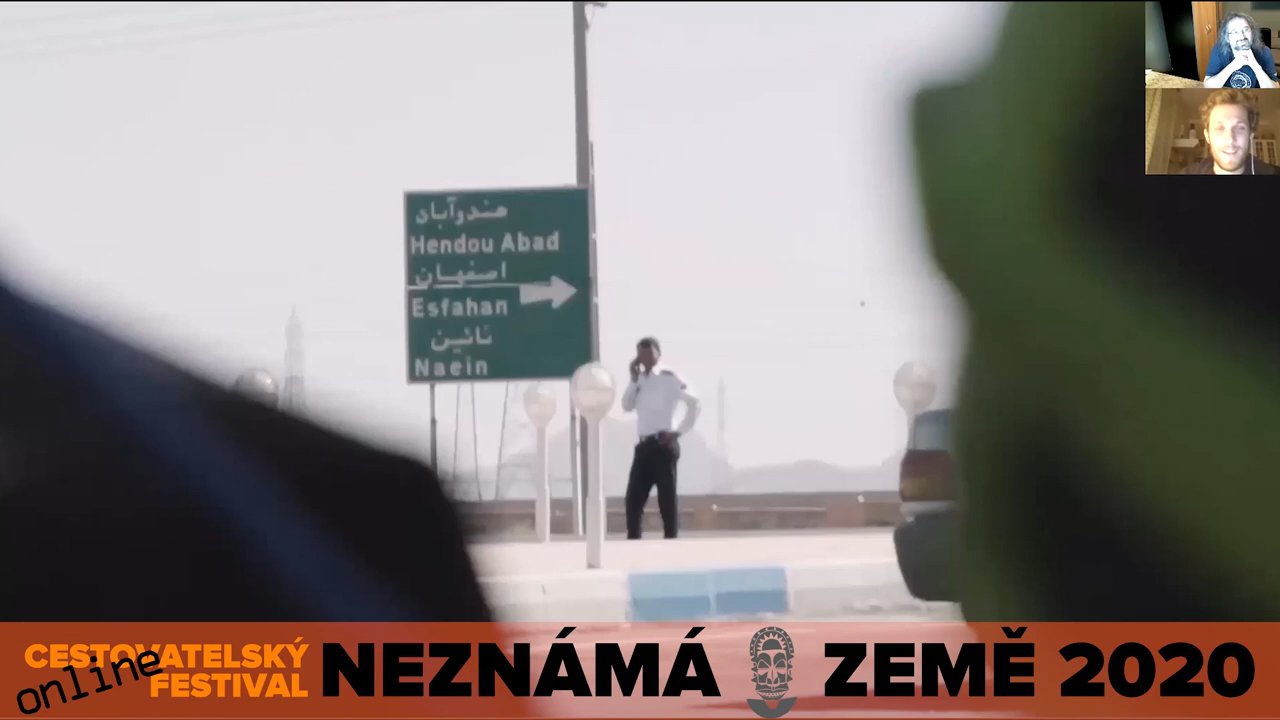 هندوآباد
Hendou Abad
اصفهان
Esfahan
نائین
Naein
CESTOVATELSKÝ
FESTIVAL
online
NEZNÁMÁ ZEMĚ 2020